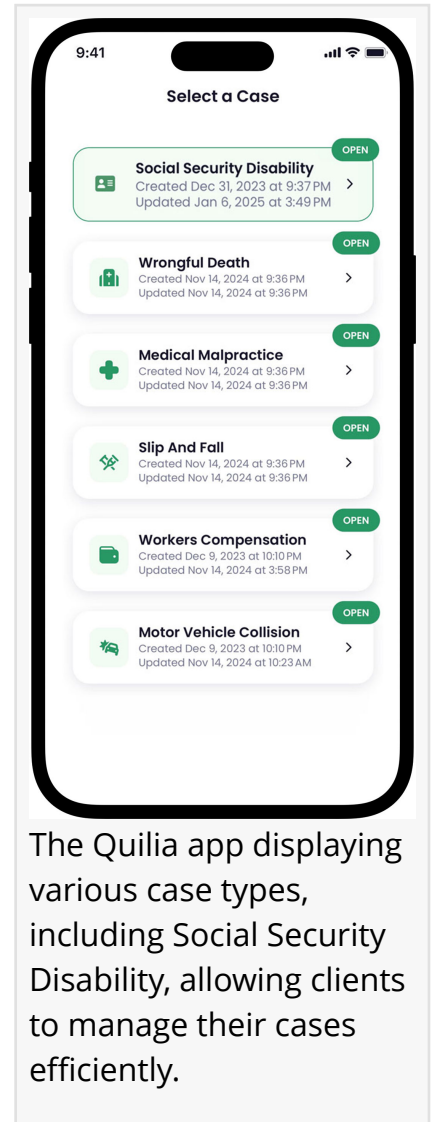 9:41
Select a Case
OPEN
Social Security Disability
Created Dec 31, 2023 at 9:37 PM
Updated Jan 6, 2025 at 3:49 PM
OPEN
Wrongful Death
Created Nov 14, 2024 at 9:36 PM
Updated Nov 14, 2024 at 9:36 PM
OPEN
Medical Malpractice
Created Nov 14, 2024 at 9:36 PM
Updated Nov 14, 2024 at 9:36 PM
OPEN
Slip And Fall
Created Nov 14, 2024 at 9:36 PM
Updated Nov 14, 2024 at 9:36 PM
OPEN
Workers Compensation
Created Dec 9, 2023 at 10:10 PM
Updated Nov 14, 2024 at 3:58 PM
OPEN
Motor Vehicle Collision
Created Dec 9, 2023 at 10:10 PM
Updated Nov 14, 2024 at 10:23 AM
The Quilia app displaying
various case types,
including Social Security
Disability, allowing clients
to manage their cases
efficiently.